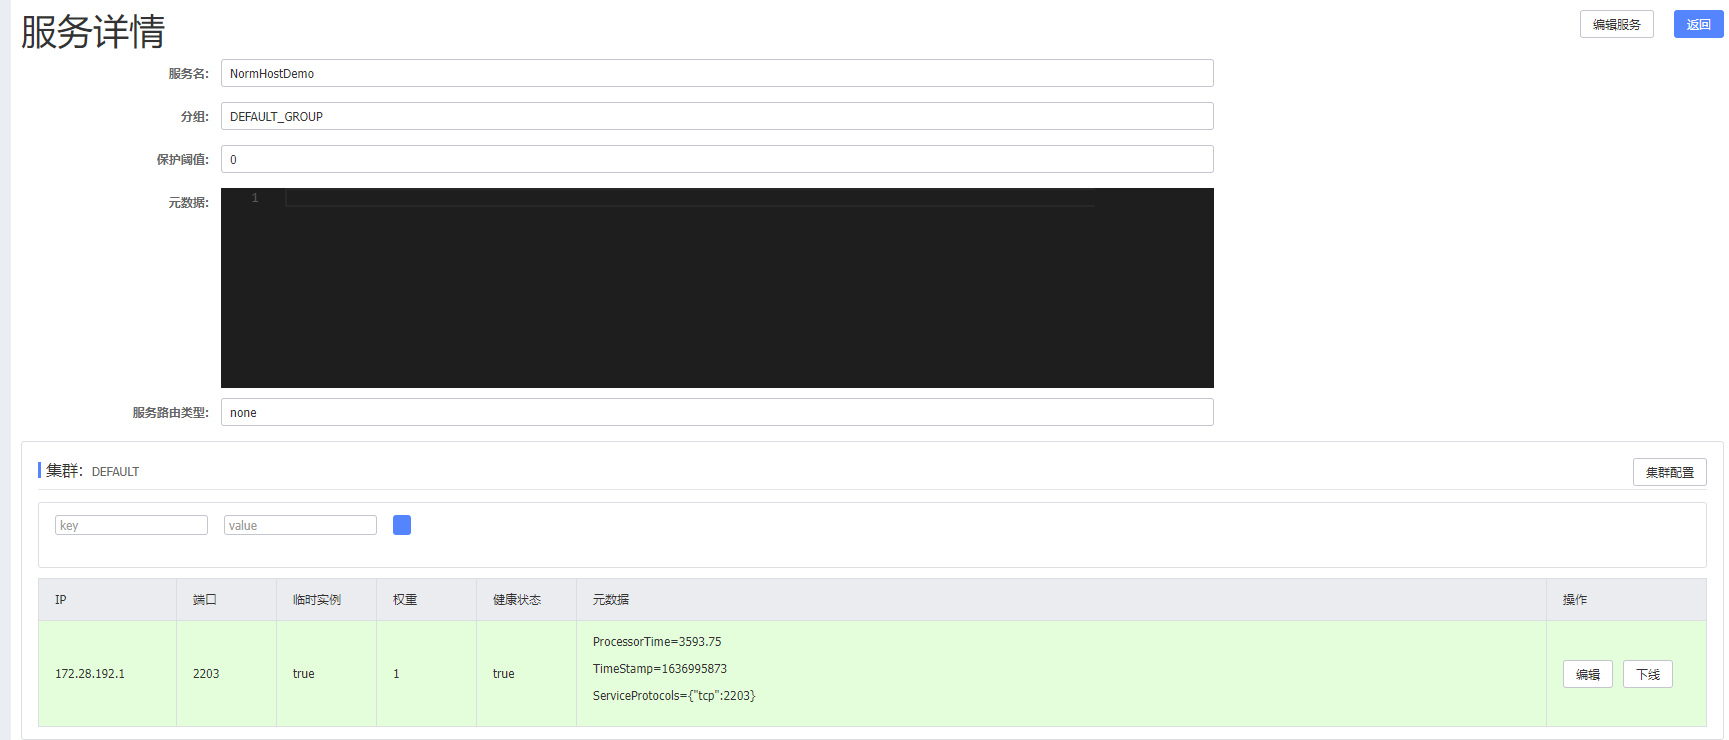 服务详情
编辑服务 返回
服务名: NormHostDemo
分组: DEFAULT_GROUP
保护阈值: 0
元数据: 1
服务路由类型: none
集群: DEFAULT 集群配置
key value
IP 端口 临时实例 权重 健康状态 元数据 操作
172.28.192.1 2203 true 1 true ProcessorTime=3593.75
TimeStamp=1636995873
ServiceProtocols={"tcp":2203}
编辑 下线